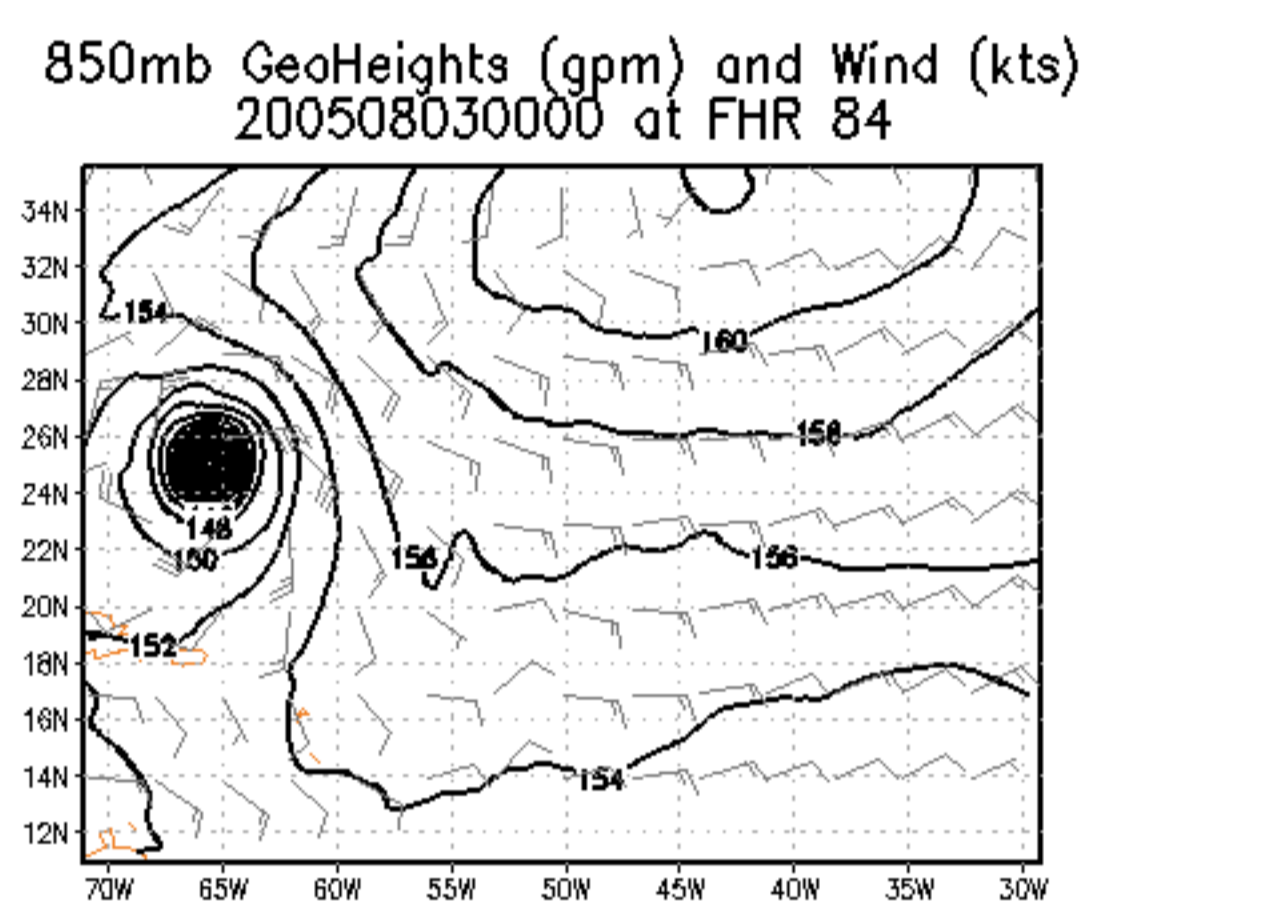 850mb GeoHeights (gpm) and Wind (kts)
200508030000 at FHR 84
34N
32N
154
30N
160
28N
26N
158
24N
148
22N
150
156
156
20N
152
18N
16N
14N
154
12N
70W 65W 60W 55W 50W 45W 40W 35W 30W